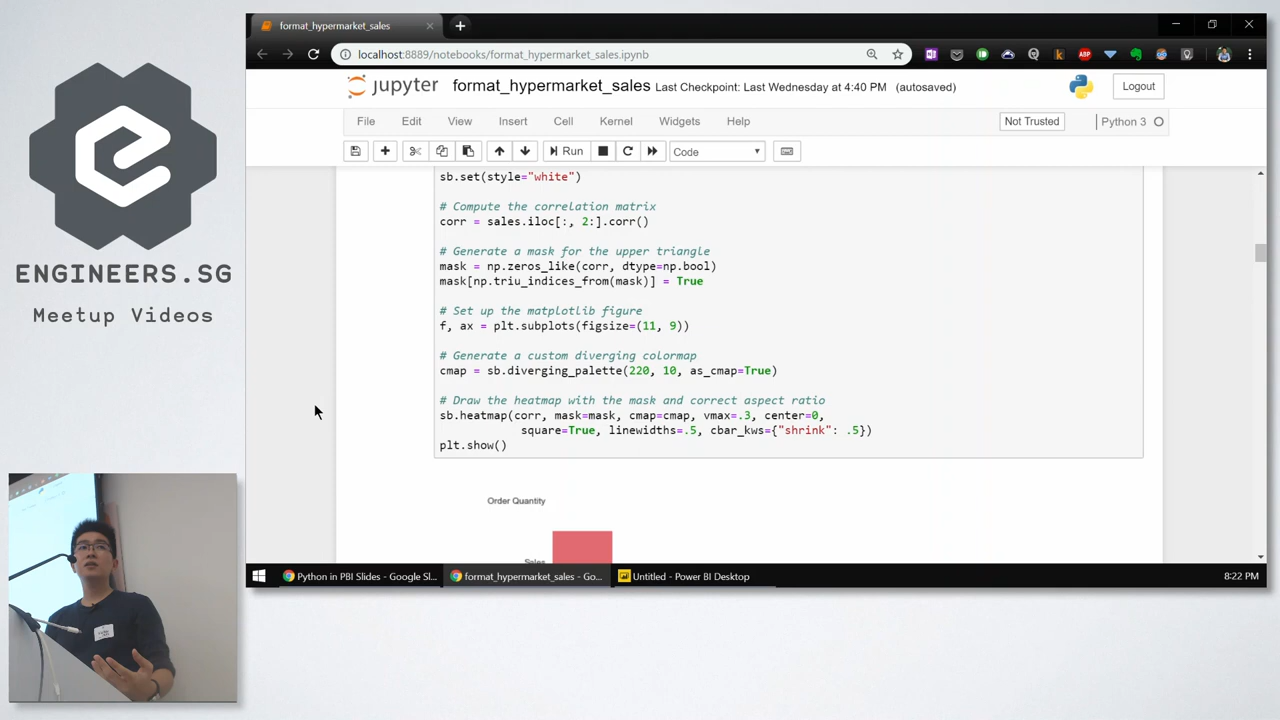 format_hypermarket_sales
localhost:8889/notebooks/format_hypermarket_sales.ipynb
jupyter format_hypermarket_sales Last Checkpoint: Last Wednesday at 4:40 PM (autosaved)
Logout
File Edit View Insert Cell Kernel Widgets Help
Not Trusted
Python 3
Run
Code
sb.set(style="white")
# Compute the correlation matrix
corr = sales.iloc[:, 2:].corr()
# Generate a mask for the upper triangle
mask = np.zeros_like(corr, dtype=np.bool)
mask[np.triu_indices_from(mask)] = True
# Set up the matplotlib figure
f, ax = plt.subplots(figsize=(11, 9))
# Generate a custom diverging colormap
cmap = sb.diverging_palette(220, 10, as_cmap=True)
# Draw the heatmap with the mask and correct aspect ratio
sb.heatmap(corr, mask=mask, cmap=cmap, vmax=.3, center=0,
square=True, linewidths=.5, cbar_kws={"shrink": .5})
plt.show()
Order Quantity
Sales
Python in PBI Slides - Google Sl...
format_hypermarket_sales - Go...
Untitled - Power BI Desktop
8:22 PM
ENGINEERS.SG
Meetup Videos